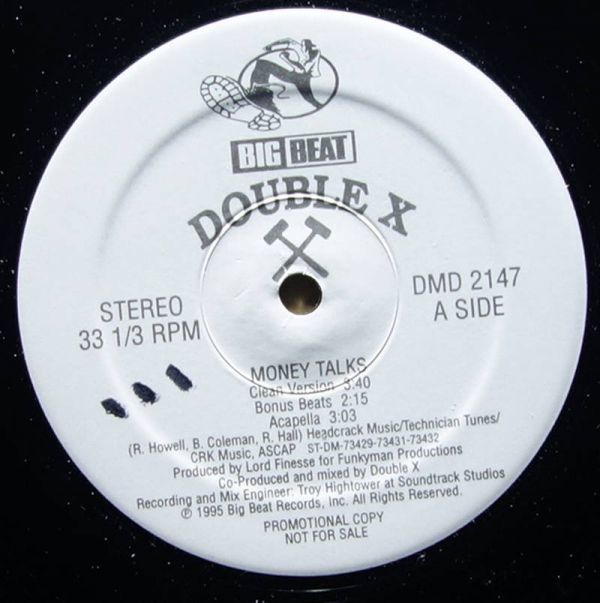 BIG BEAT
DOUBLE X
STEREO
33 1/3 RPM
DMD 2147
A SIDE
MONEY TALKS
Clean Version 3:40
Bonus Beats 2:15
Acapella 3:03
(R. Howell, B. Coleman, R. Hall) Headcrack Music/Technician Tunes/
CRK Music, ASCAP ST-DM-73429-73431-73432
Produced by Lord Finesse for Funkyman Productions
Co-Produced and mixed by Double X
Recording and Mix Engineer: Troy Hightower at Soundtrack Studios
℗ 1995 Big Beat Records, Inc. All Rights Reserved.
PROMOTIONAL COPY
NOT FOR SALE